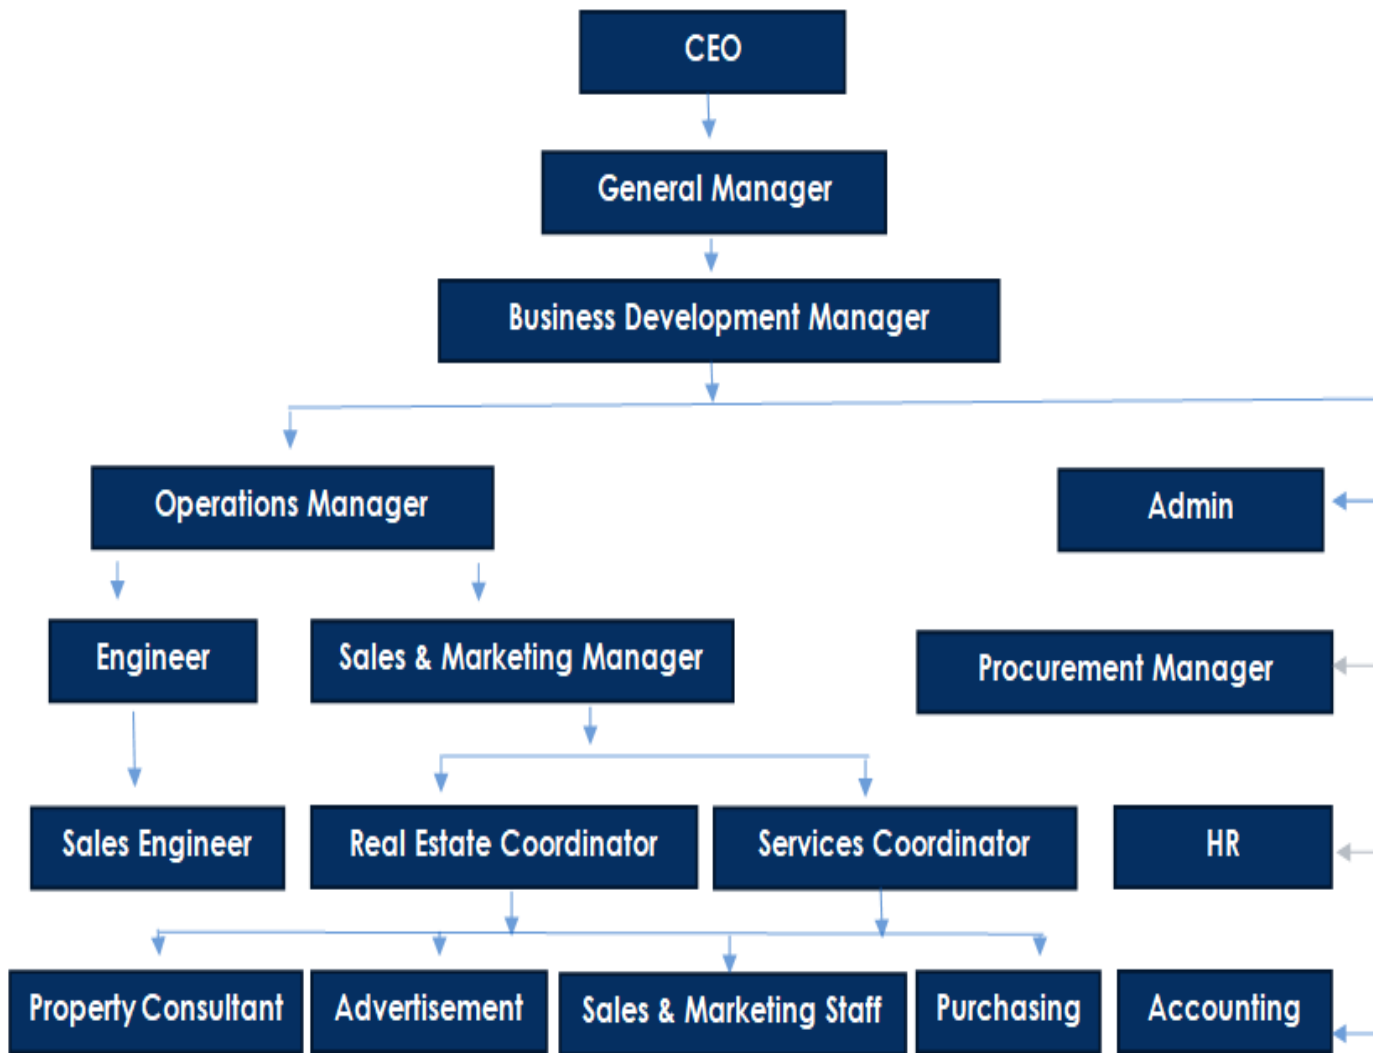 CEO
General Manager
Business Development Manager
Operations Manager
Admin
Engineer
Sales & Marketing Manager
Procurement Manager
Sales Engineer
Real Estate Coordinator
Services Coordinator
HR
Property Consultant
Advertisement
Sales & Marketing Staff
Purchasing
Accounting